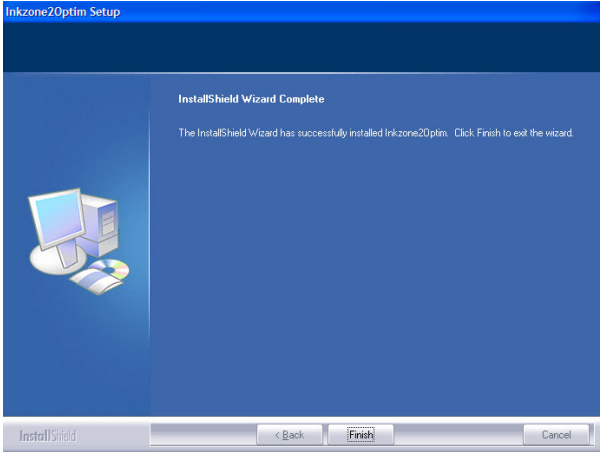 Inkzone2Optim Setup
InstallShield Wizard Complete
The InstallShield Wizard has successfully installed Inkzone2Optim. Click Finish to exit the wizard.
InstallShield
< Back
Finish
Cancel